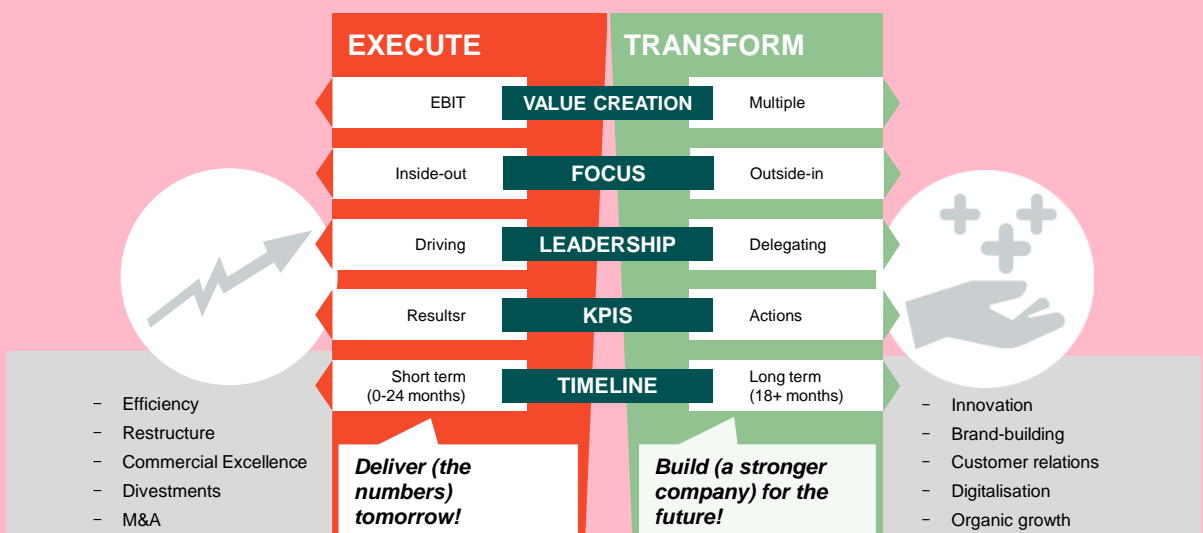 EXECUTE
TRANSFORM
EBIT
VALUE CREATION
Multiple
Inside-out
FOCUS
Outside-in
Driving
LEADERSHIP
Delegating
Resultsr
KPIS
Actions
Short term
(0-24 months)
TIMELINE
Long term
(18+ months)
– Efficiency
– Restructure
– Commercial Excellence
– Divestments
– M&A
Deliver (the
numbers)
tomorrow!
Build (a stronger
company) for the
future!
– Innovation
– Brand-building
– Customer relations
– Digitalisation
– Organic growth